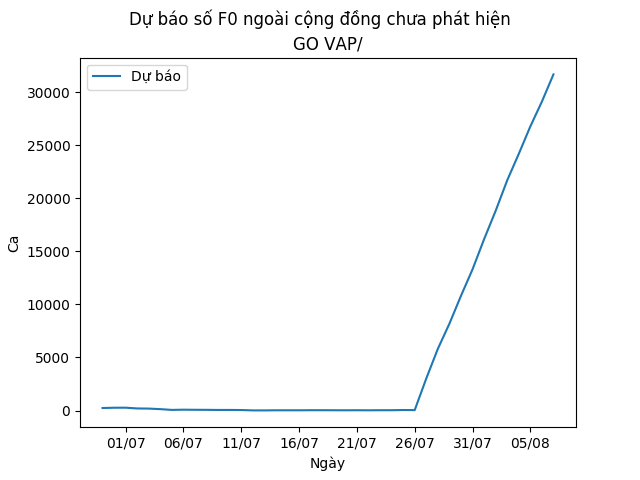 Dự báo số F0 ngoài cộng đồng chưa phát hiện
GO VAP/
Dự báo
30000
25000
20000
15000
10000
5000
0
Ca
01/07 06/07 11/07 16/07 21/07 26/07 31/07 05/08
Ngày